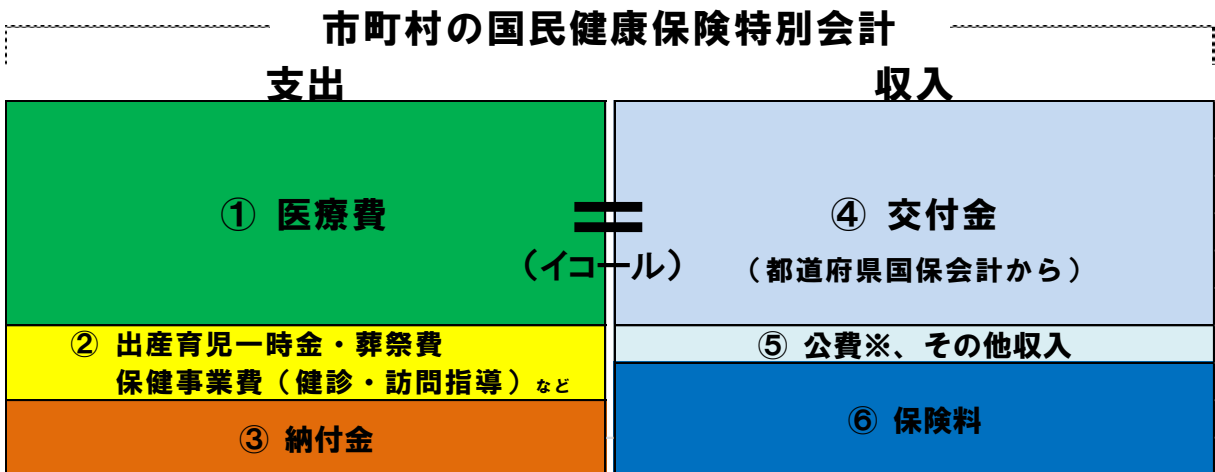 市町村の国民健康保険特別会計
支出
収入
① 医療費
＝
（イコール）
④ 交付金
（都道府県国保会計から）
② 出産育児一時金・葬祭費
保健事業費（健診・訪問指導）など
③ 納付金
⑤ 公費※、その他収入
⑥ 保険料